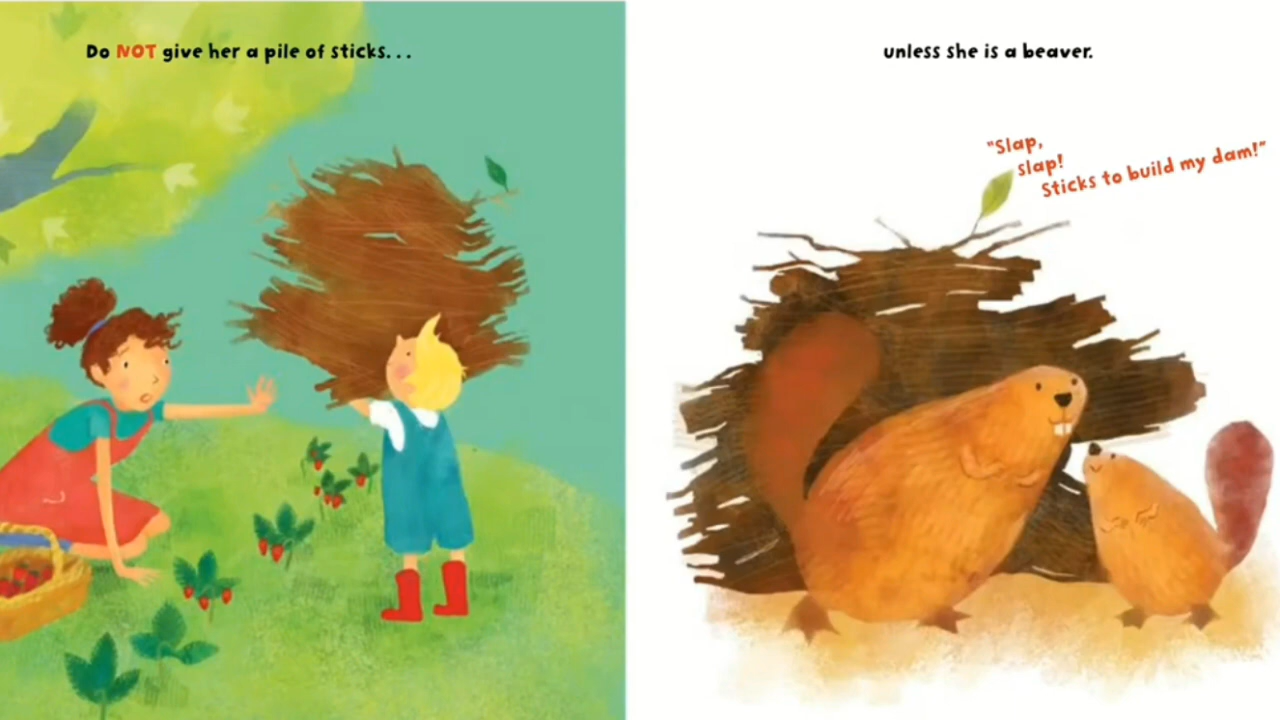 Do NOT give her a pile of sticks...
unless she is a beaver.
"Slap,
slap!
Sticks to build my dam!"